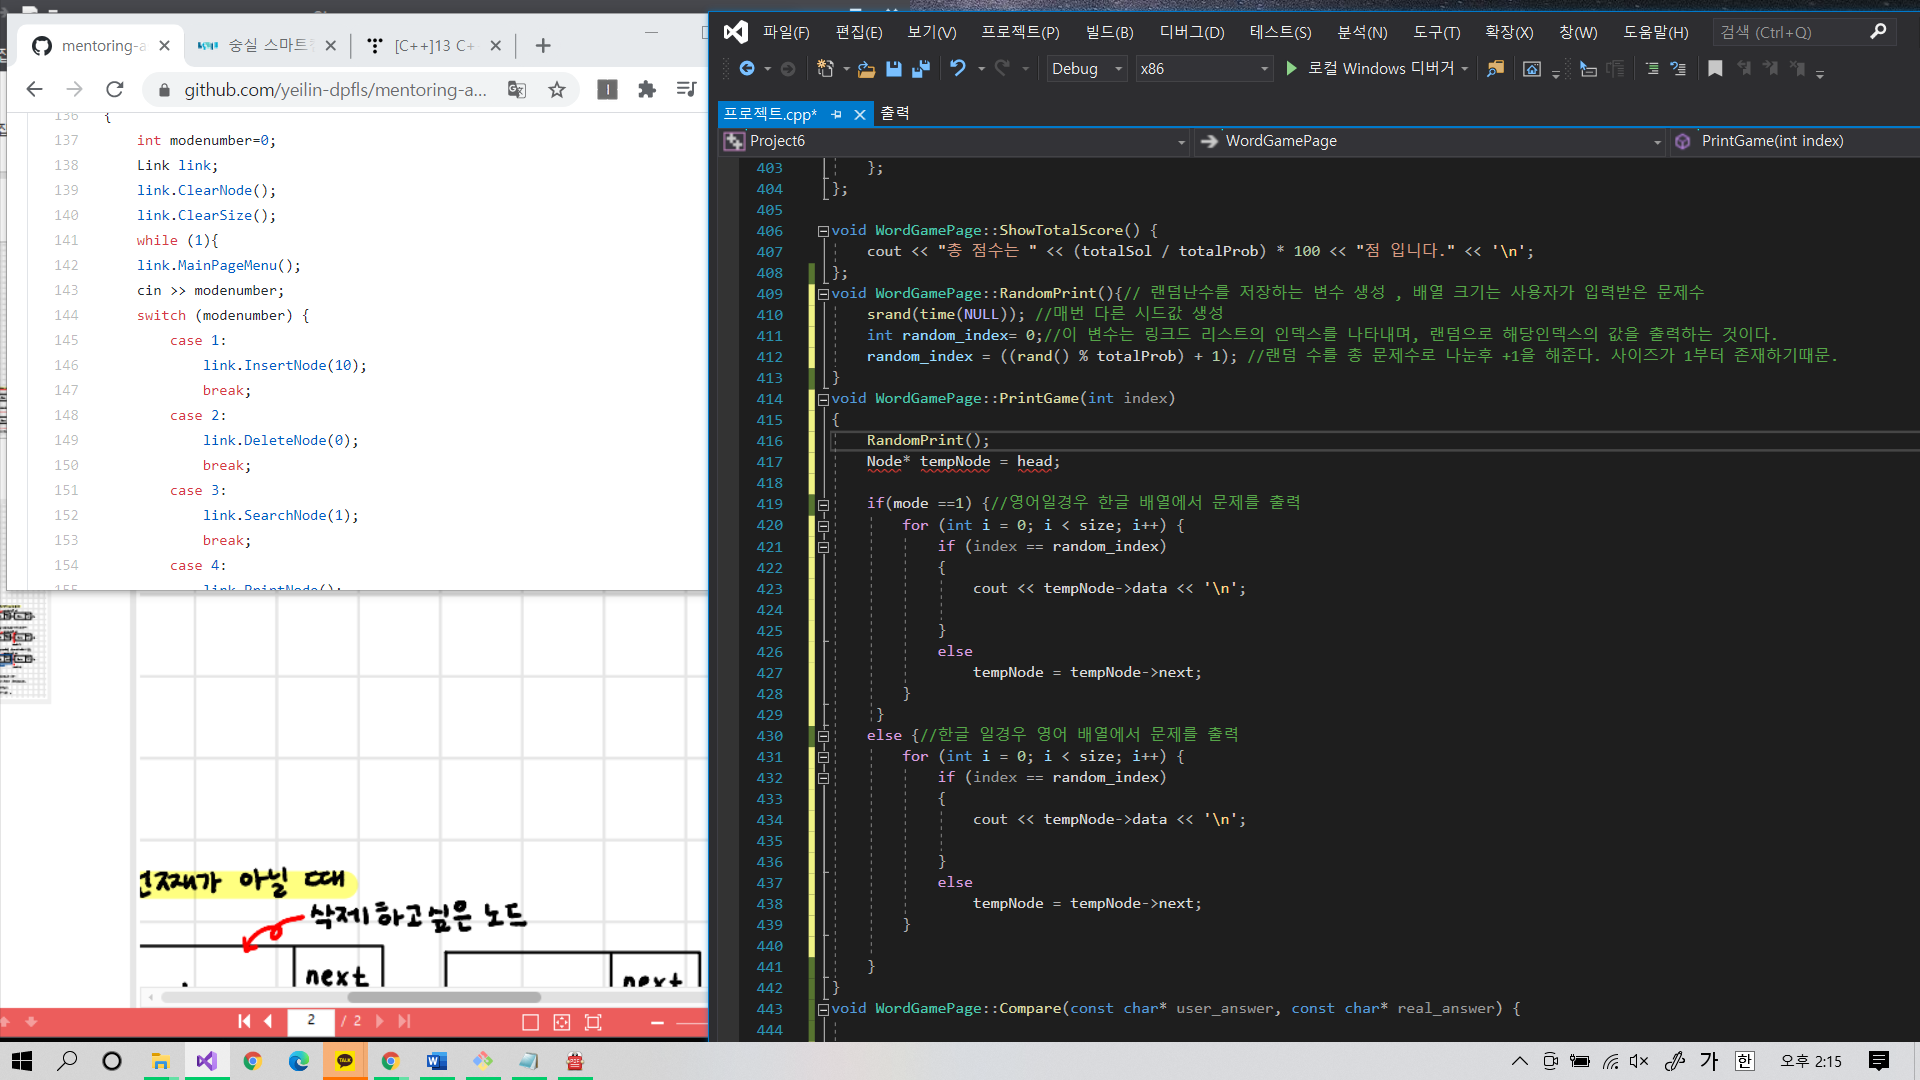 mentoring-a
숭실 스마트
[C++]13 C+
github.com/yeilin-dpfls/mentoring-a...
136 {
137 int modenumber=0;
138 Link link;
139 link.ClearNode();
140 link.ClearSize();
141 while (1){
142 link.MainPageMenu();
143 cin >> modenumber;
144 switch (modenumber) {
145 case 1:
146 link.InsertNode(10);
147 break;
148 case 2:
149 link.DeleteNode(0);
150 break;
151 case 3:
152 link.SearchNode(1);
153 break;
154 case 4:
155 link.PrintNode();
아닐 때
삭제하고싶은 노드
next
next
2 / 2
파일(F) 편집(E) 보기(V) 프로젝트(P) 빌드(B) 디버그(D) 테스트(S) 분석(N) 도구(T) 확장(X) 창(W) 도움말(H) 검색 (Ctrl+Q)
Debug x86 로컬 Windows 디버거
프로젝트.cpp* 출력
Project6 WordGamePage PrintGame(int index)
403 };
404 };
405
406 void WordGamePage::ShowTotalScore() {
407 cout << "총 점수는 " << (totalSol / totalProb) * 100 << "점 입니다." << '\n';
408 };
409 void WordGamePage::RandomPrint(){// 랜덤난수를 저장하는 변수 생성 , 배열 크기는 사용자가 입력받은 문제수
410 srand(time(NULL)); //매번 다른 시드값 생성
411 int random_index= 0;//이 변수는 링크드 리스트의 인덱스를 나타내며, 랜덤으로 해당인덱스의 값을 출력하는 것이다.
412 random_index = ((rand() % totalProb) + 1); //랜덤 수를 총 문제수로 나눈후 +1을 해준다. 사이즈가 1부터 존재하기때문.
413 }
414 void WordGamePage::PrintGame(int index)
415 {
416 RandomPrint();
417 Node* tempNode = head;
418
419 if(mode ==1) {//영어일경우 한글 배열에서 문제를 출력
420 for (int i = 0; i < size; i++) {
421 if (index == random_index)
422 {
423 cout << tempNode->data << '\n';
424
425 }
426 else
427 tempNode = tempNode->next;
428 }
429 }
430 else {//한글 일경우 영어 배열에서 문제를 출력
431 for (int i = 0; i < size; i++) {
432 if (index == random_index)
433 {
434 cout << tempNode->data << '\n';
435
436 }
437 else
438 tempNode = tempNode->next;
439 }
440
441 }
442 }
443 void WordGamePage::Compare(const char* user_answer, const char* real_answer) {
444
가 한 오후 2:15